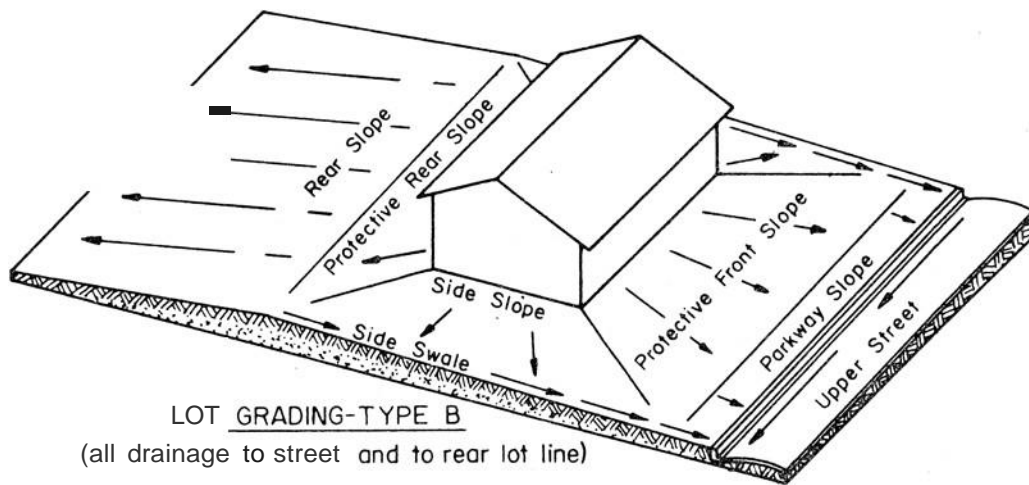 Rear Slope
Protective Rear Slope
Side Slope
Side Swale
Protective Front Slope
Parkway Slope
Upper Street
LOT GRADING-TYPE B
(all drainage to street and to rear lot line)